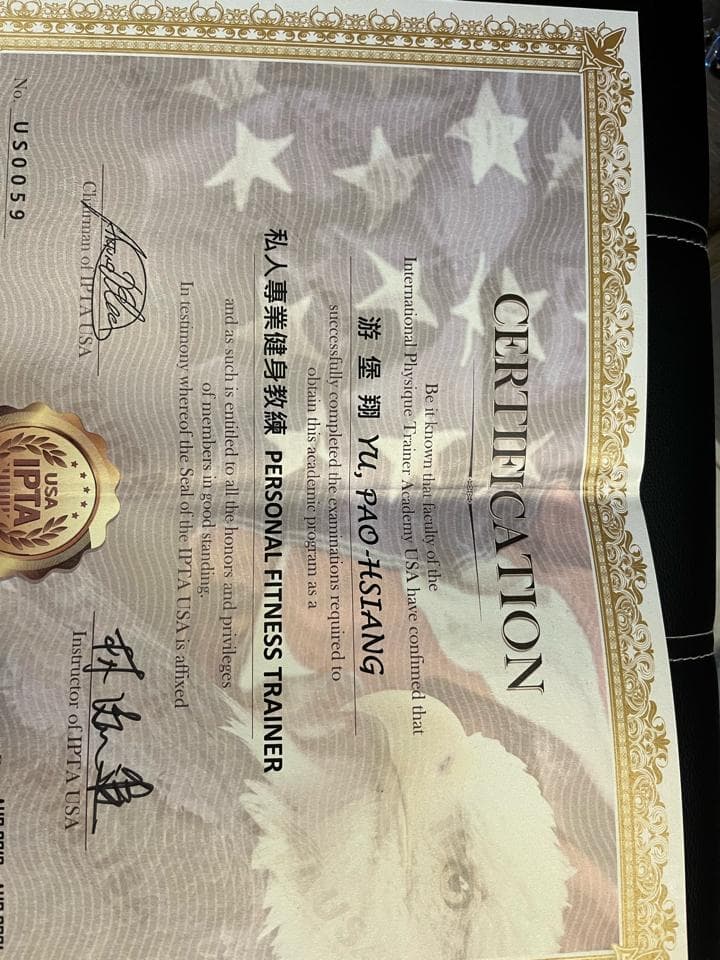 CERTIFICATION
Be it known that faculty of the
International Physique Trainer Academy USA have confirmed that
游堡翔 YU, PAO-HSIANG
successfully completed the examinations required to
obtain this academic program as a
私人專業健身教練 PERSONAL FITNESS TRAINER
and as such is entitled to all the honors and privileges
of members in good standing.
In testimony whereof the Seal of the IPTA USA is affixed
Chairman of IPTA USA
Instructor of IPTA USA
USA
IPTA
No. US0059